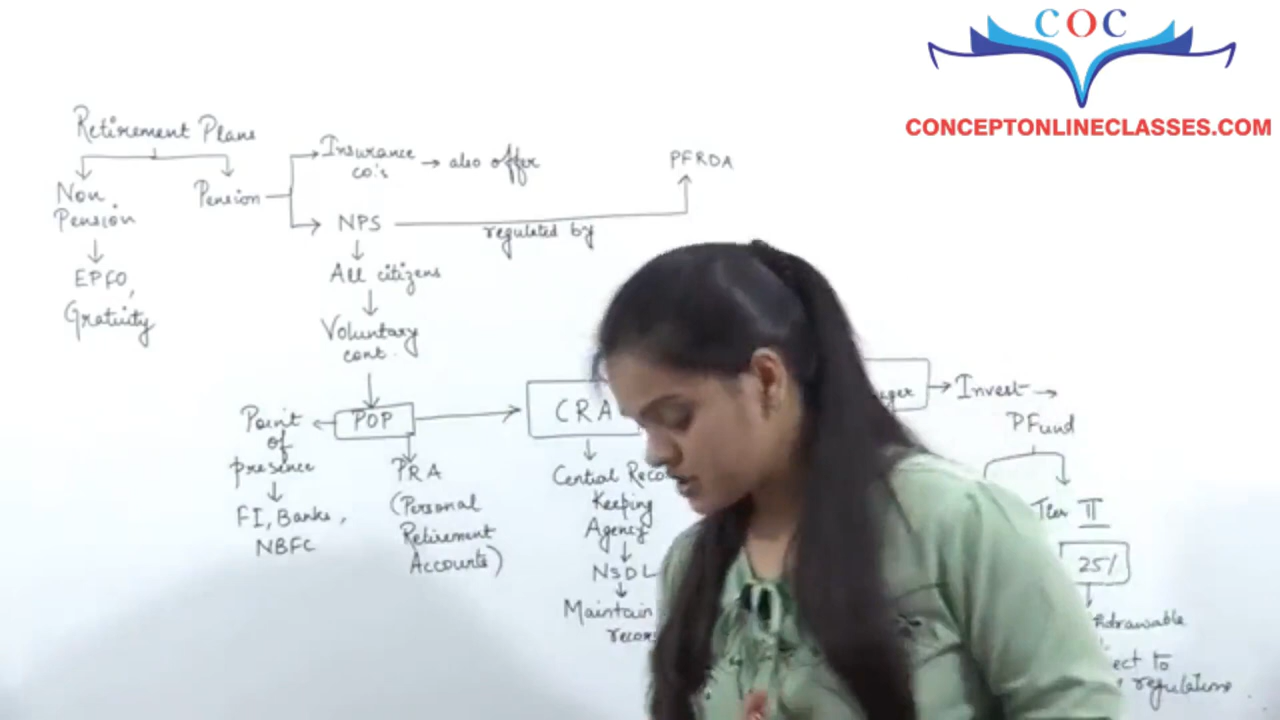 COC
CONCEPTONLINECLASSES.COM
Retirement Plans
Non
Pension
EPFO,
Gratuity
Pension
Insurance
co's
also offer
NPS
regulated by
PFRDA
All citizens
Voluntary
cont.
POP
Point
of
presence
FI, Banks,
NBFC
PRA
(Personal
Retirement
Accounts)
CRA
Central
Keeping
Agency
NSDL
Maintain
Invest
PFund
Tier II
25%
to
regulations